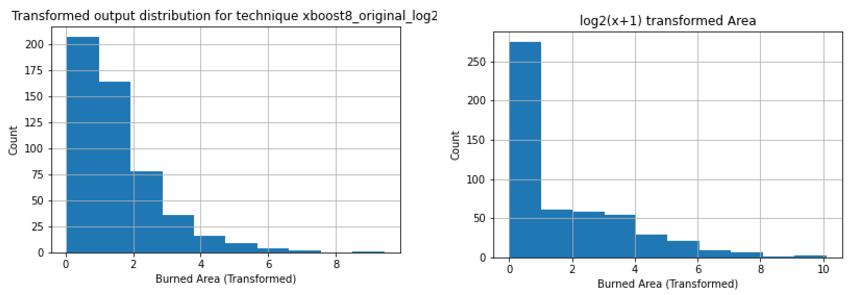 Transformed output distribution for technique xboost8_original_log2
200
175
150
125
100
75
50
25
0
Count
0 2 4 6 8
Burned Area (Transformed)
log2(x+1) transformed Area
250
200
150
100
50
0
Count
0 2 4 6 8 10
Burned Area (Transformed)